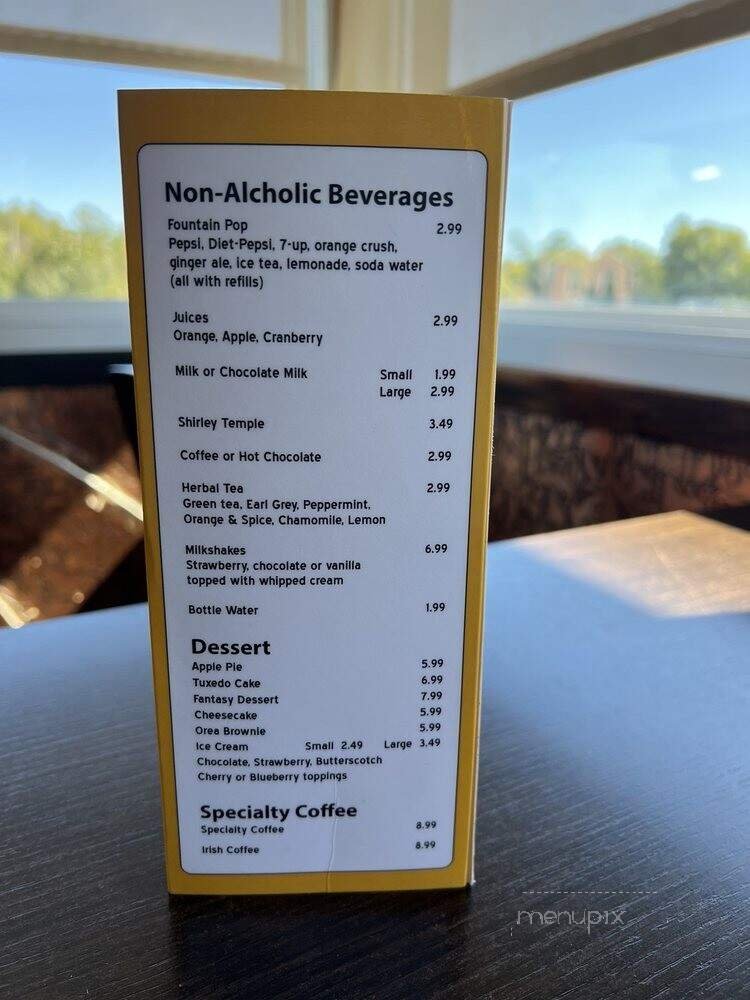 Non-Alcholic Beverages
Fountain Pop 2.99
Pepsi, Diet-Pepsi, 7-up, orange crush,
ginger ale, ice tea, lemonade, soda water
(all with refills)
Juices 2.99
Orange, Apple, Cranberry
Milk or Chocolate Milk Small 1.99
Large 2.99
Shirley Temple 3.49
Coffee or Hot Chocolate 2.99
Herbal Tea 2.99
Green tea, Earl Grey, Peppermint,
Orange & Spice, Chamomile, Lemon
Milkshakes 6.99
Strawberry, chocolate or vanilla
topped with whipped cream
Bottle Water 1.99
Dessert
Apple Pie 5.99
Tuxedo Cake 6.99
Fantasy Dessert 7.99
Cheesecake 5.99
Orea Brownie 5.99
Ice Cream Small 2.49 Large 3.49
Chocolate, Strawberry, Butterscotch
Cherry or Blueberry toppings
Specialty Coffee
Specialty Coffee 8.99
Irish Coffee 8.99
menupix